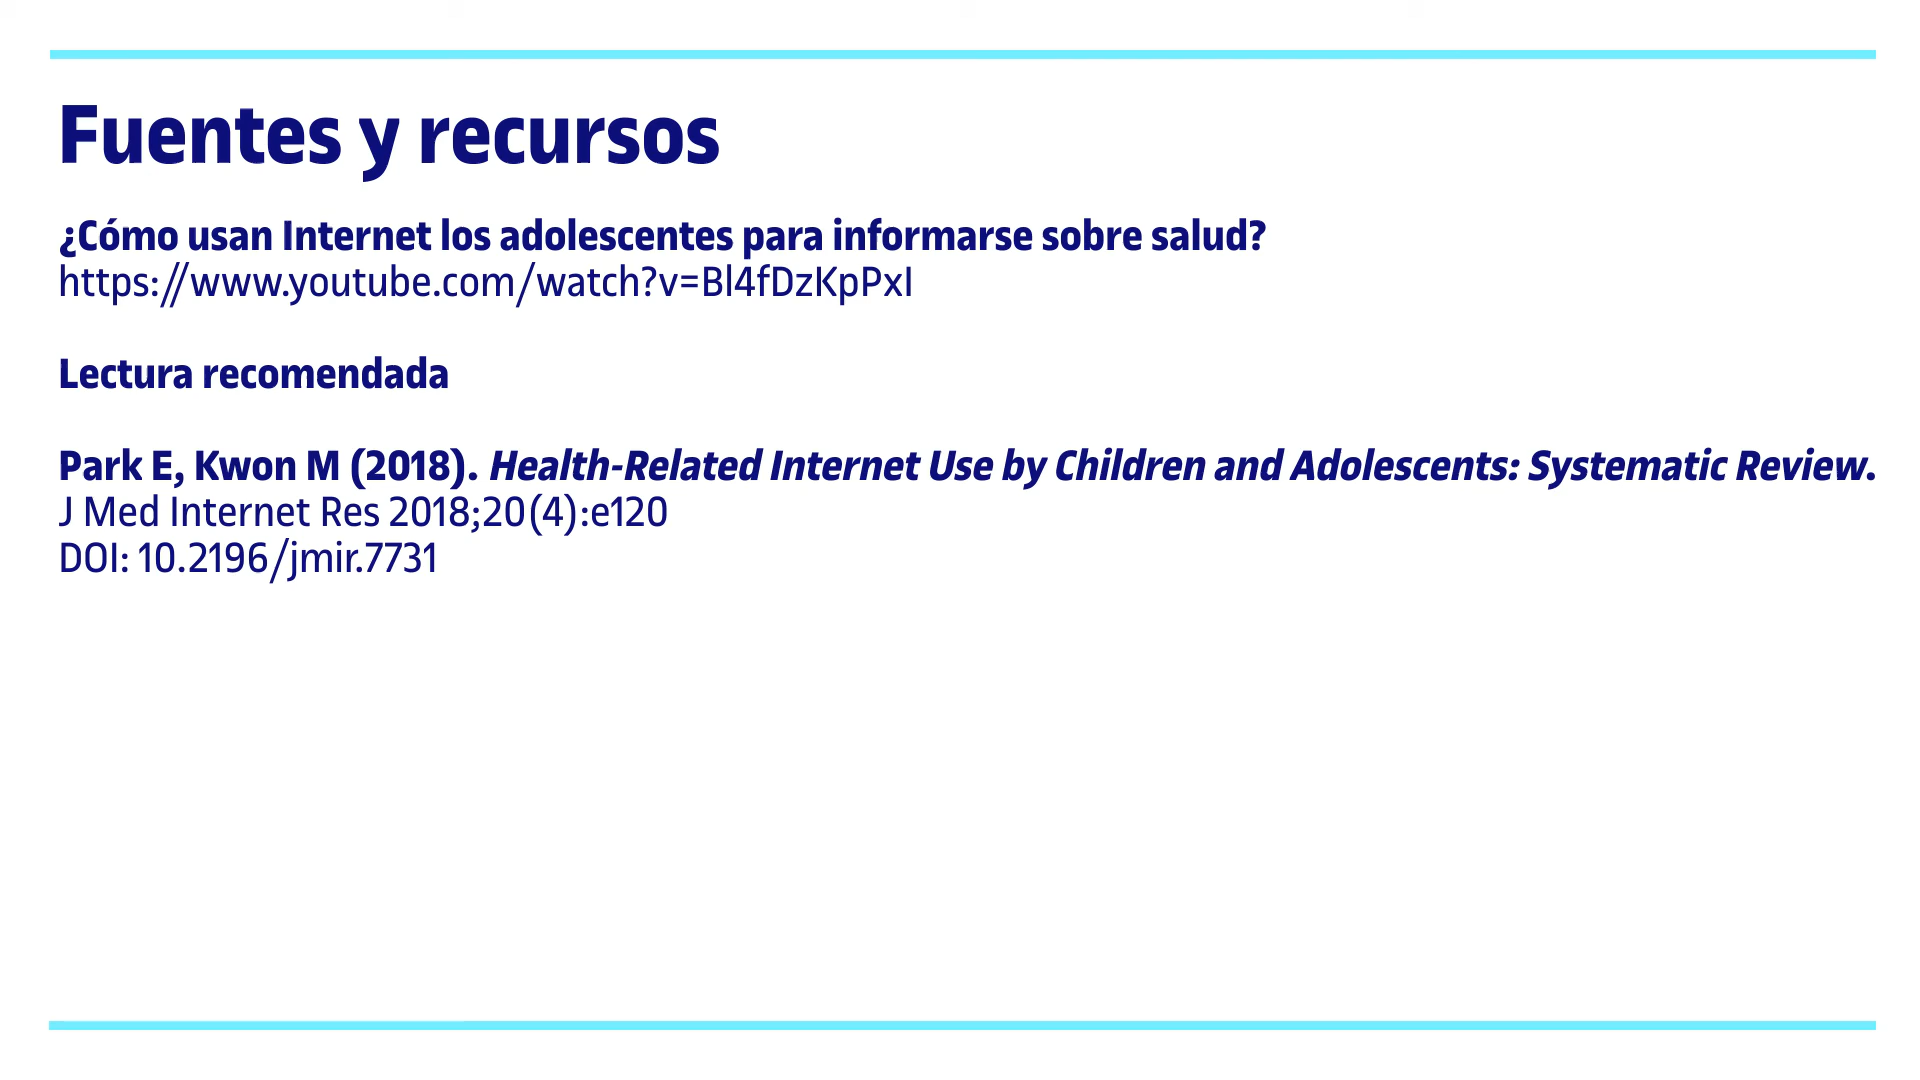 Fuentes y recursos
¿Cómo usan Internet los adolescentes para informarse sobre salud?
https://www.youtube.com/watch?v=Bl4fDzKpPxI
Lectura recomendada
Park E, Kwon M (2018). Health-Related Internet Use by Children and Adolescents: Systematic Review.
J Med Internet Res 2018;20(4):e120
DOI: 10.2196/jmir.7731